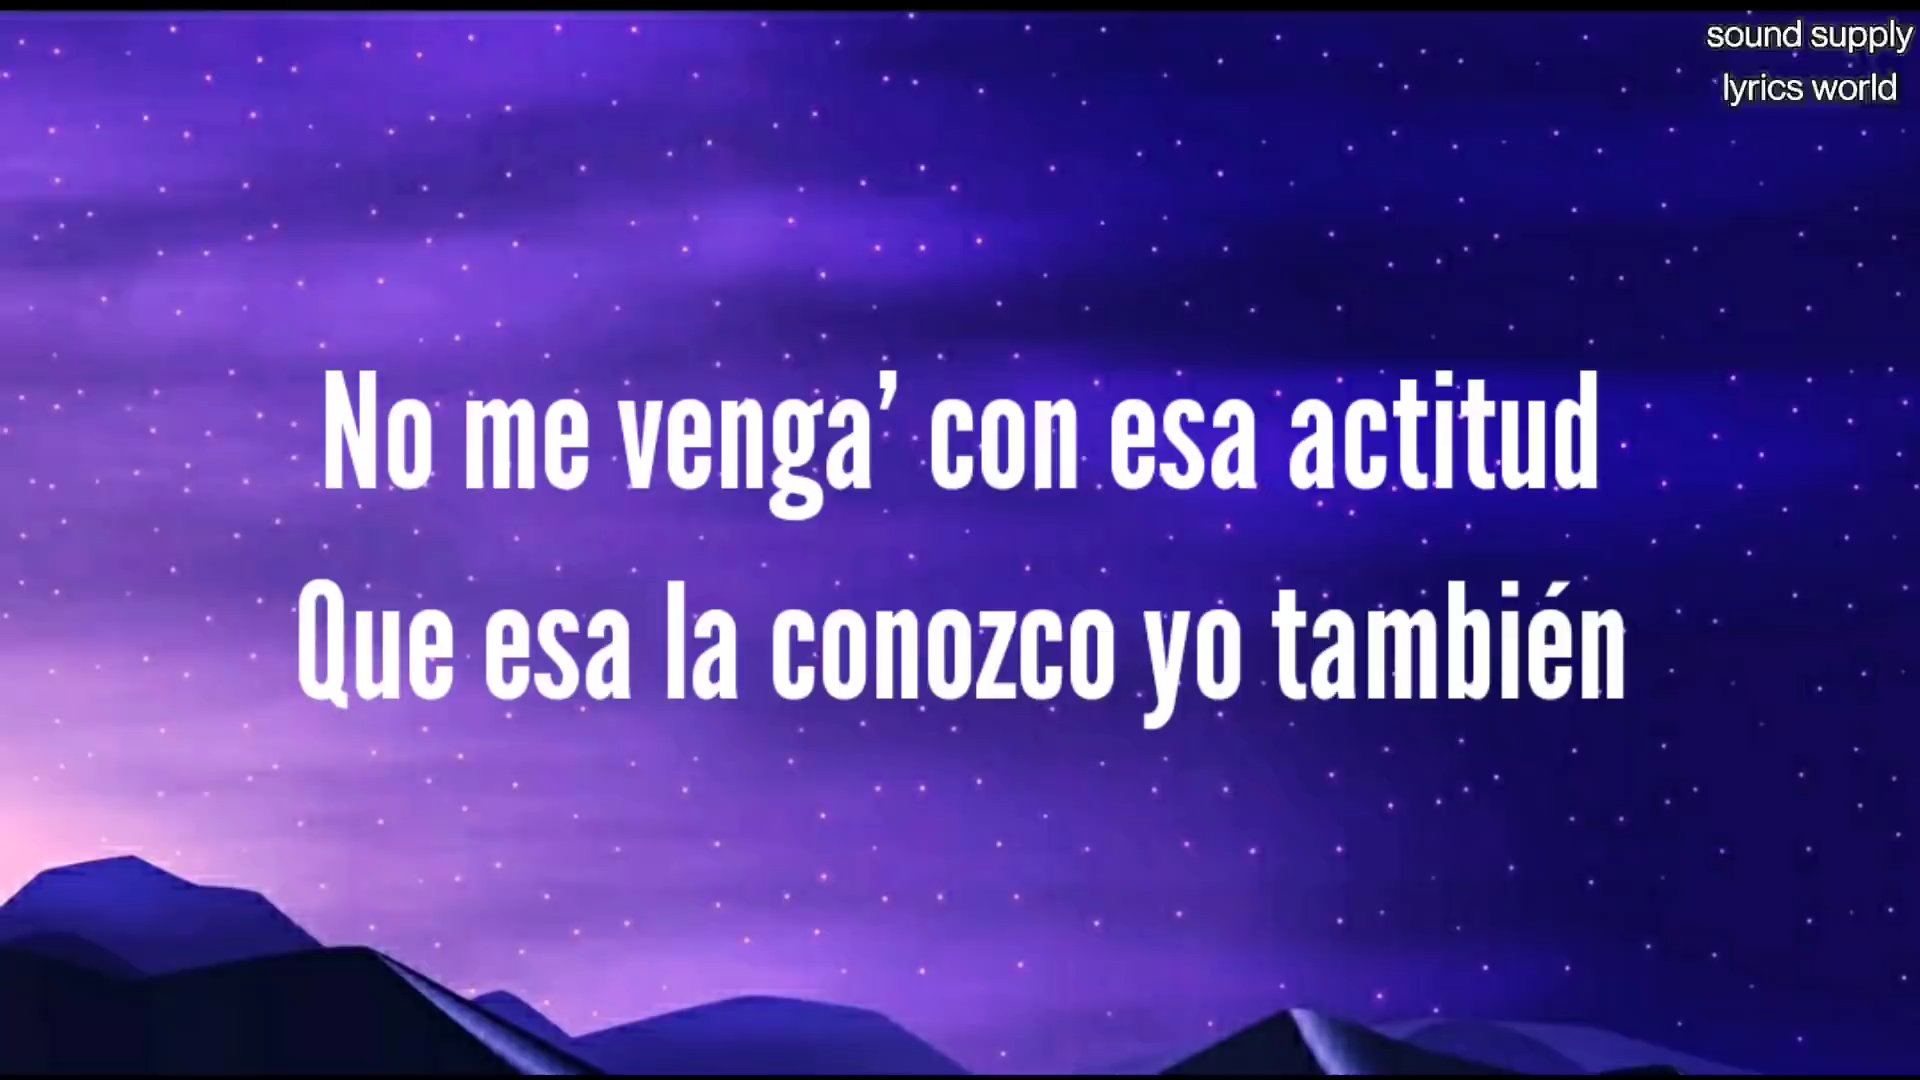 sound supply
lyrics world
No me venga’ con esa actitud
Que esa la conozco yo también